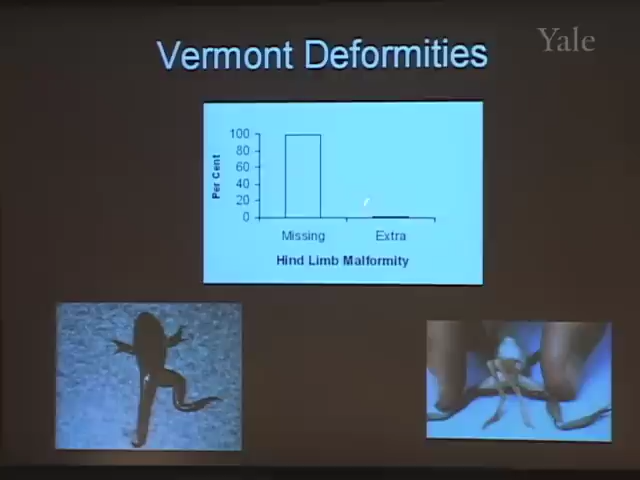 Yale
Vermont Deformities
100
80
60
40
20
0
Per Cent
Missing Extra
Hind Limb Malformity